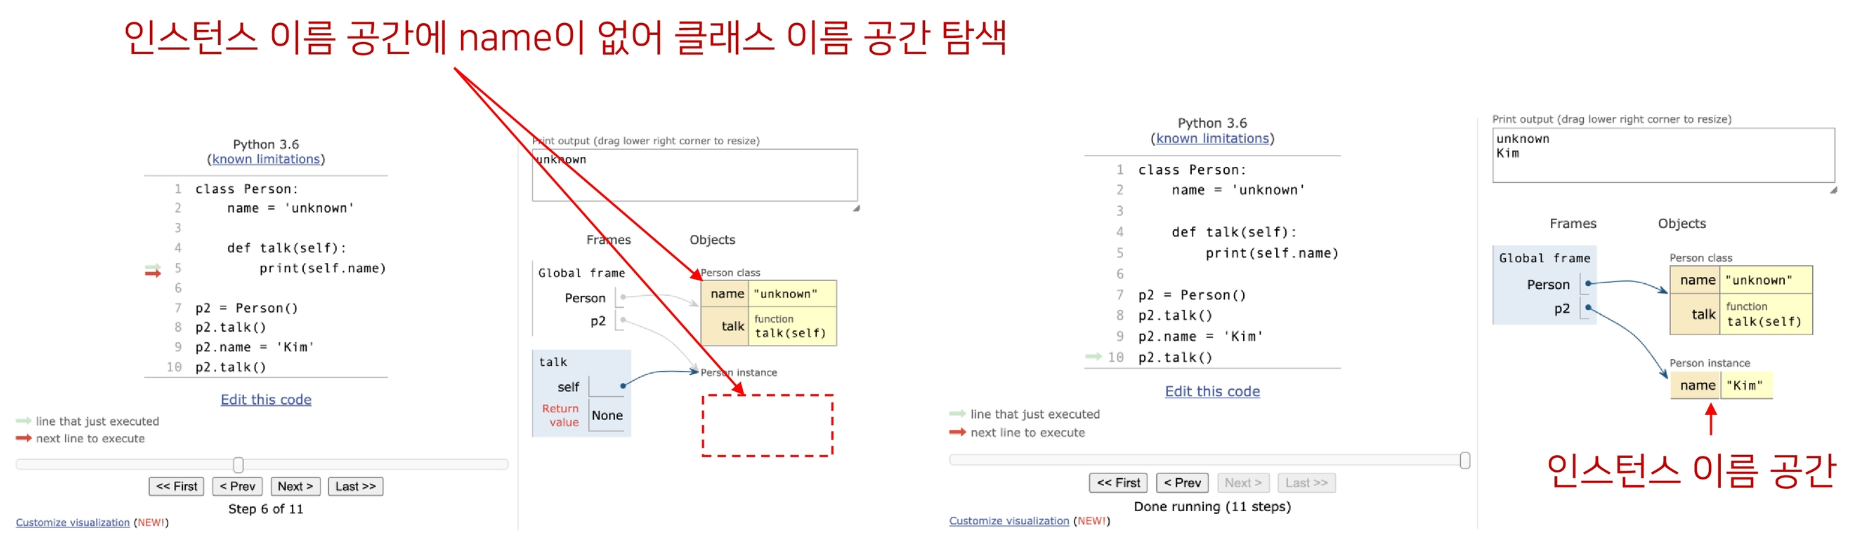 인스턴스 이름 공간에 name이 없어 클래스 이름 공간 탐색
Python 3.6
(known limitations)
1 class Person:
2 name = 'unknown'
3
4 def talk(self):
5 print(self.name)
6
7 p2 = Person()
8 p2.talk()
9 p2.name = 'Kim'
10 p2.talk()
Edit this code
line that just executed
next line to execute
<< First < Prev Next > Last >>
Step 6 of 11
Customize visualization (NEW!)
Print output (drag lower right corner to resize)
unknown
Frames Objects
Global frame
Person
p2
talk
self
Return value None
Person class
name "unknown"
talk function
talk(self)
Person instance
Python 3.6
(known limitations)
1 class Person:
2 name = 'unknown'
3
4 def talk(self):
5 print(self.name)
6
7 p2 = Person()
8 p2.talk()
9 p2.name = 'Kim'
10 p2.talk()
Edit this code
line that just executed
next line to execute
<< First < Prev Next > Last >>
Done running (11 steps)
Customize visualization (NEW!)
Print output (drag lower right corner to resize)
unknown
Kim
Frames Objects
Global frame
Person
p2
Person class
name "unknown"
talk function
talk(self)
Person instance
name "Kim"
인스턴스 이름 공간